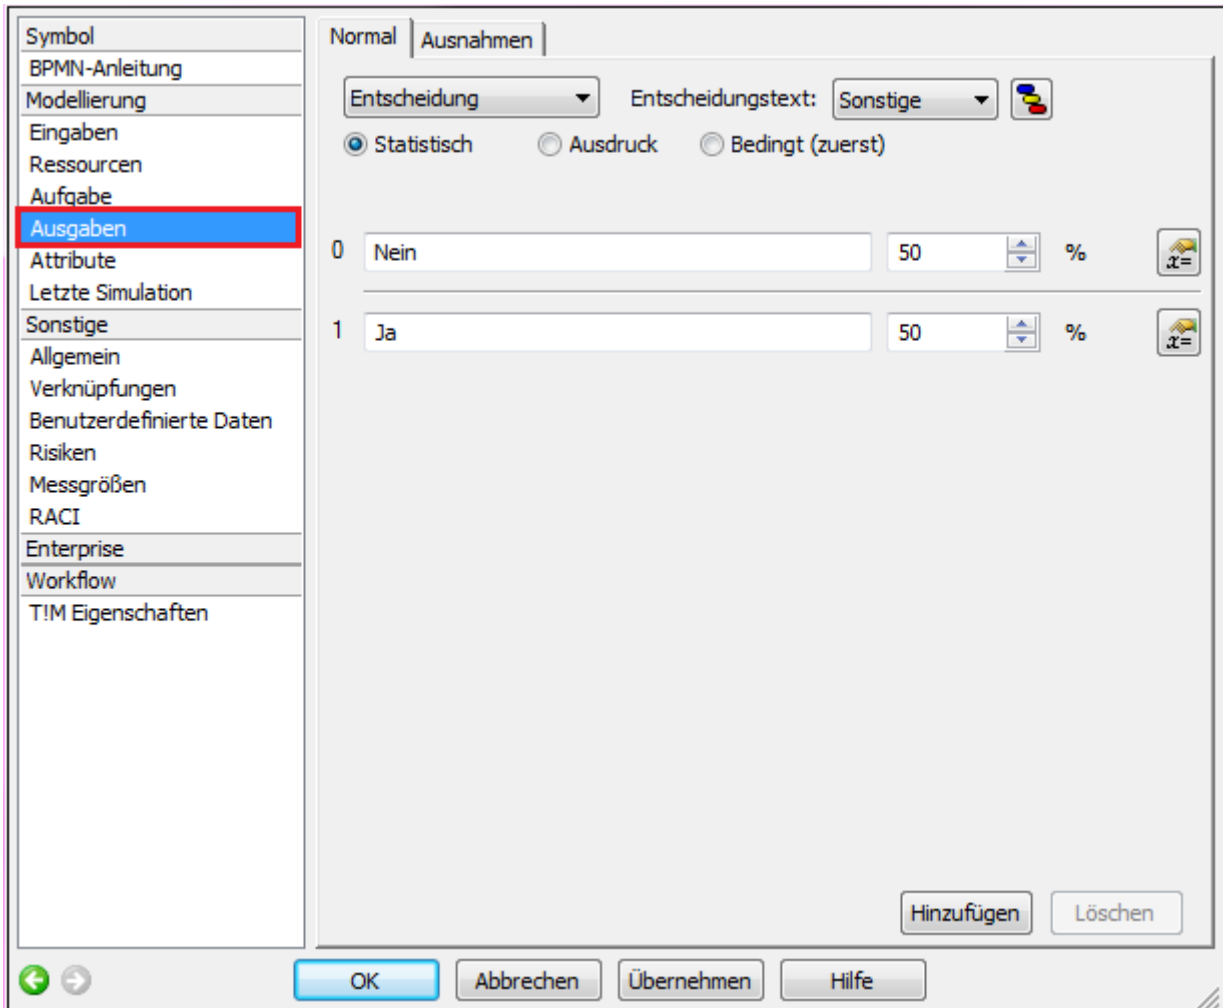 Symbol
BPMN-Anleitung
Modellierung
Eingaben
Ressourcen
Aufgabe
Ausgaben
Attribute
Letzte Simulation
Sonstige
Allgemein
Verknüpfungen
Benutzerdefinierte Daten
Risiken
Messgrößen
RACI
Enterprise
Workflow
T!M Eigenschaften
Normal Ausnahmen
Entscheidung Entscheidungstext: Sonstige
Statistisch Ausdruck Bedingt (zuerst)
0 Nein 50 % x=
1 Ja 50 % x=
Hinzufügen Löschen
OK Abbrechen Übernehmen Hilfe